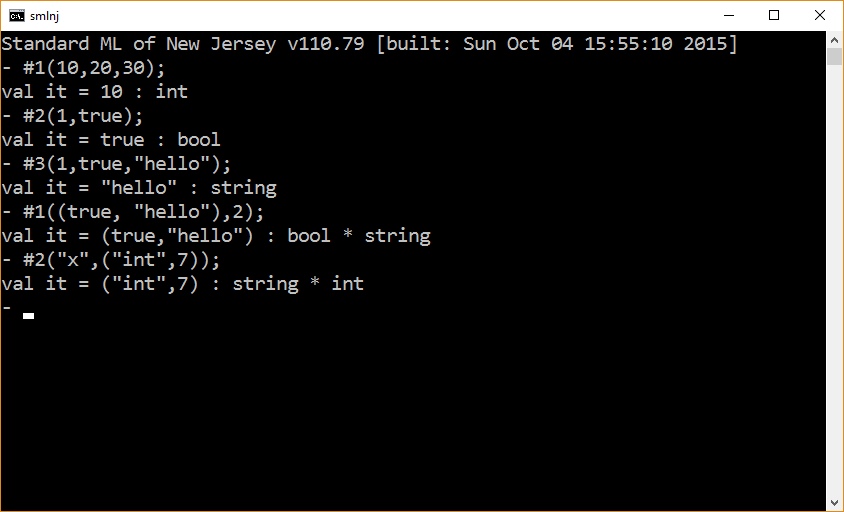 smlnj
Standard ML of New Jersey v110.79 [built: Sun Oct 04 15:55:10 2015]
- #1(10,20,30);
val it = 10 : int
- #2(1,true);
val it = true : bool
- #3(1,true,"hello");
val it = "hello" : string
- #1((true, "hello"),2);
val it = (true,"hello") : bool * string
- #2("x",("int",7));
val it = ("int",7) : string * int
-